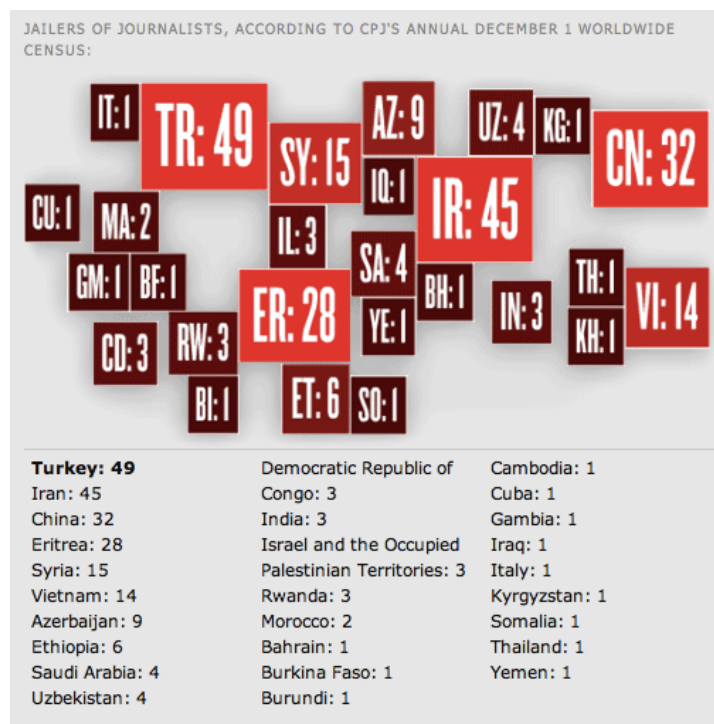 JAILERS OF JOURNALISTS, ACCORDING TO CPJ'S ANNUAL DECEMBER 1 WORLDWIDE
CENSUS:
IT: 1
TR: 49
SY: 15
AZ: 9
UZ: 4
KG: 1
CN: 32
CU: 1
MA: 2
IL: 3
IQ: 1
IR: 45
GM: 1
BF: 1
ER: 28
SA: 4
BH: 1
IN: 3
TH: 1
VI: 14
CD: 3
RW: 3
YE: 1
KH: 1
BI: 1
ET: 6
SO: 1
Turkey: 49
Iran: 45
China: 32
Eritrea: 28
Syria: 15
Vietnam: 14
Azerbaijan: 9
Ethiopia: 6
Saudi Arabia: 4
Uzbekistan: 4
Democratic Republic of
Congo: 3
India: 3
Israel and the Occupied
Palestinian Territories: 3
Rwanda: 3
Morocco: 2
Bahrain: 1
Burkina Faso: 1
Burundi: 1
Cambodia: 1
Cuba: 1
Gambia: 1
Iraq: 1
Italy: 1
Kyrgyzstan: 1
Somalia: 1
Thailand: 1
Yemen: 1